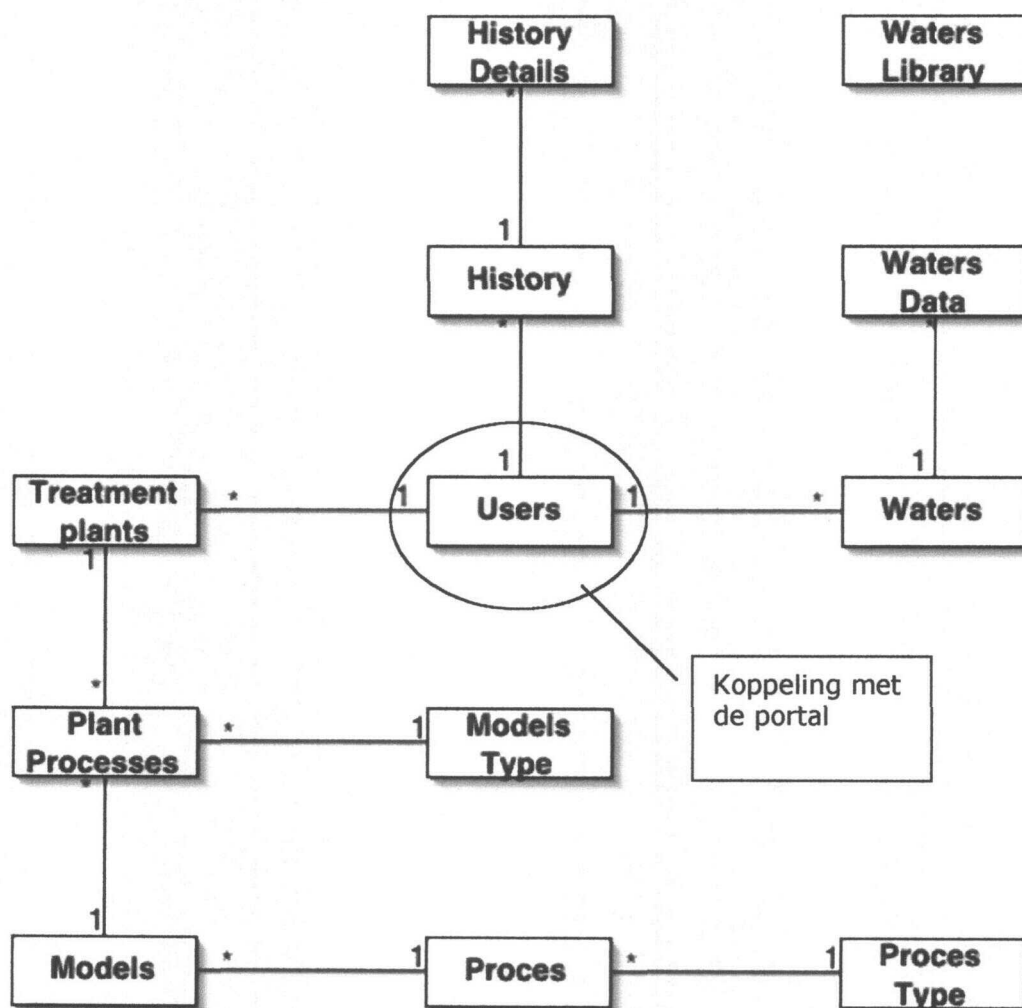 History
Details
Waters
Library
*
1
History
Waters
Data
*
*
1
1
Treatment
plants
*
1
Users
1
*
Waters
1
Koppeling met
de portal
*
Plant
Processes
*
1
Models
Type
*
1
Models
*
1
Proces
*
1
Proces
Type